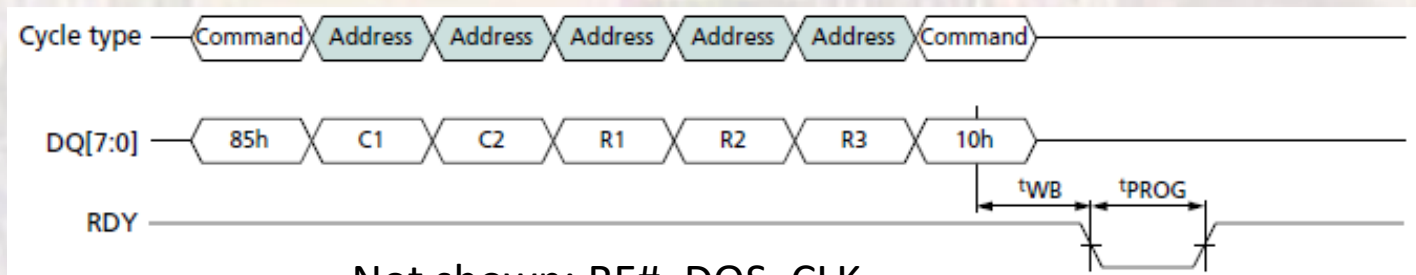 Cycle type Command Address Address Address Address Address Command
DQ[7:0] 85h C1 C2 R1 R2 R3 10h
tWB tPROG
RDY